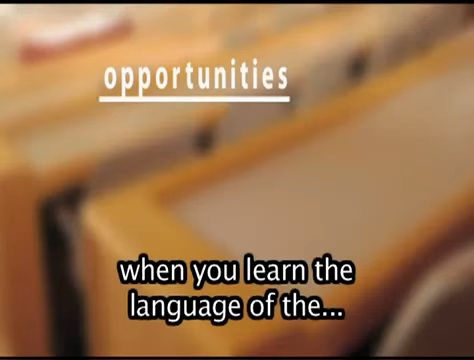 opportunities
when you learn the
language of the...